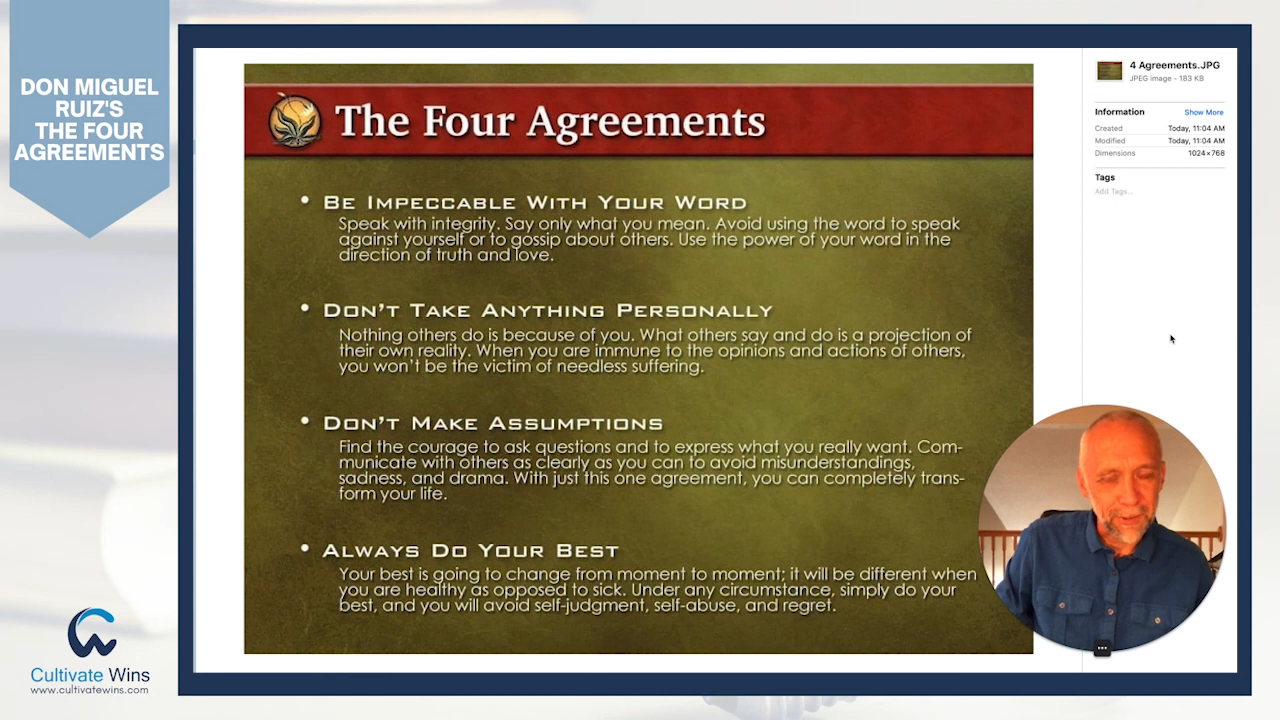 DON MIGUEL
RUIZ'S
THE FOUR
AGREEMENTS
The Four Agreements
• BE IMPECCABLE WITH YOUR WORD
Speak with integrity. Say only what you mean. Avoid using the word to speak
against yourself or to gossip about others. Use the power of your word in the
direction of truth and love.
• DON'T TAKE ANYTHING PERSONALLY
Nothing others do is because of you. What others say and do is a projection of
their own reality. When you are immune to the opinions and actions of others,
you won't be the victim of needless suffering.
• DON'T MAKE ASSUMPTIONS
Find the courage to ask questions and to express what you really want. Com-
municate with others as clearly as you can to avoid misunderstandings,
sadness, and drama. With just this one agreement, you can completely trans-
form your life.
• ALWAYS DO YOUR BEST
Your best is going to change from moment to moment; it will be different when
you are healthy as opposed to sick. Under any circumstance, simply do your
best, and you will avoid self-judgment, self-abuse, and regret.
4 Agreements.JPG
JPEG image - 183 KB
Information Show More
Created Today, 11:04 AM
Modified Today, 11:04 AM
Dimensions 1024×768
Tags
Add Tags...
Cultivate Wins
www.cultivatewins.com